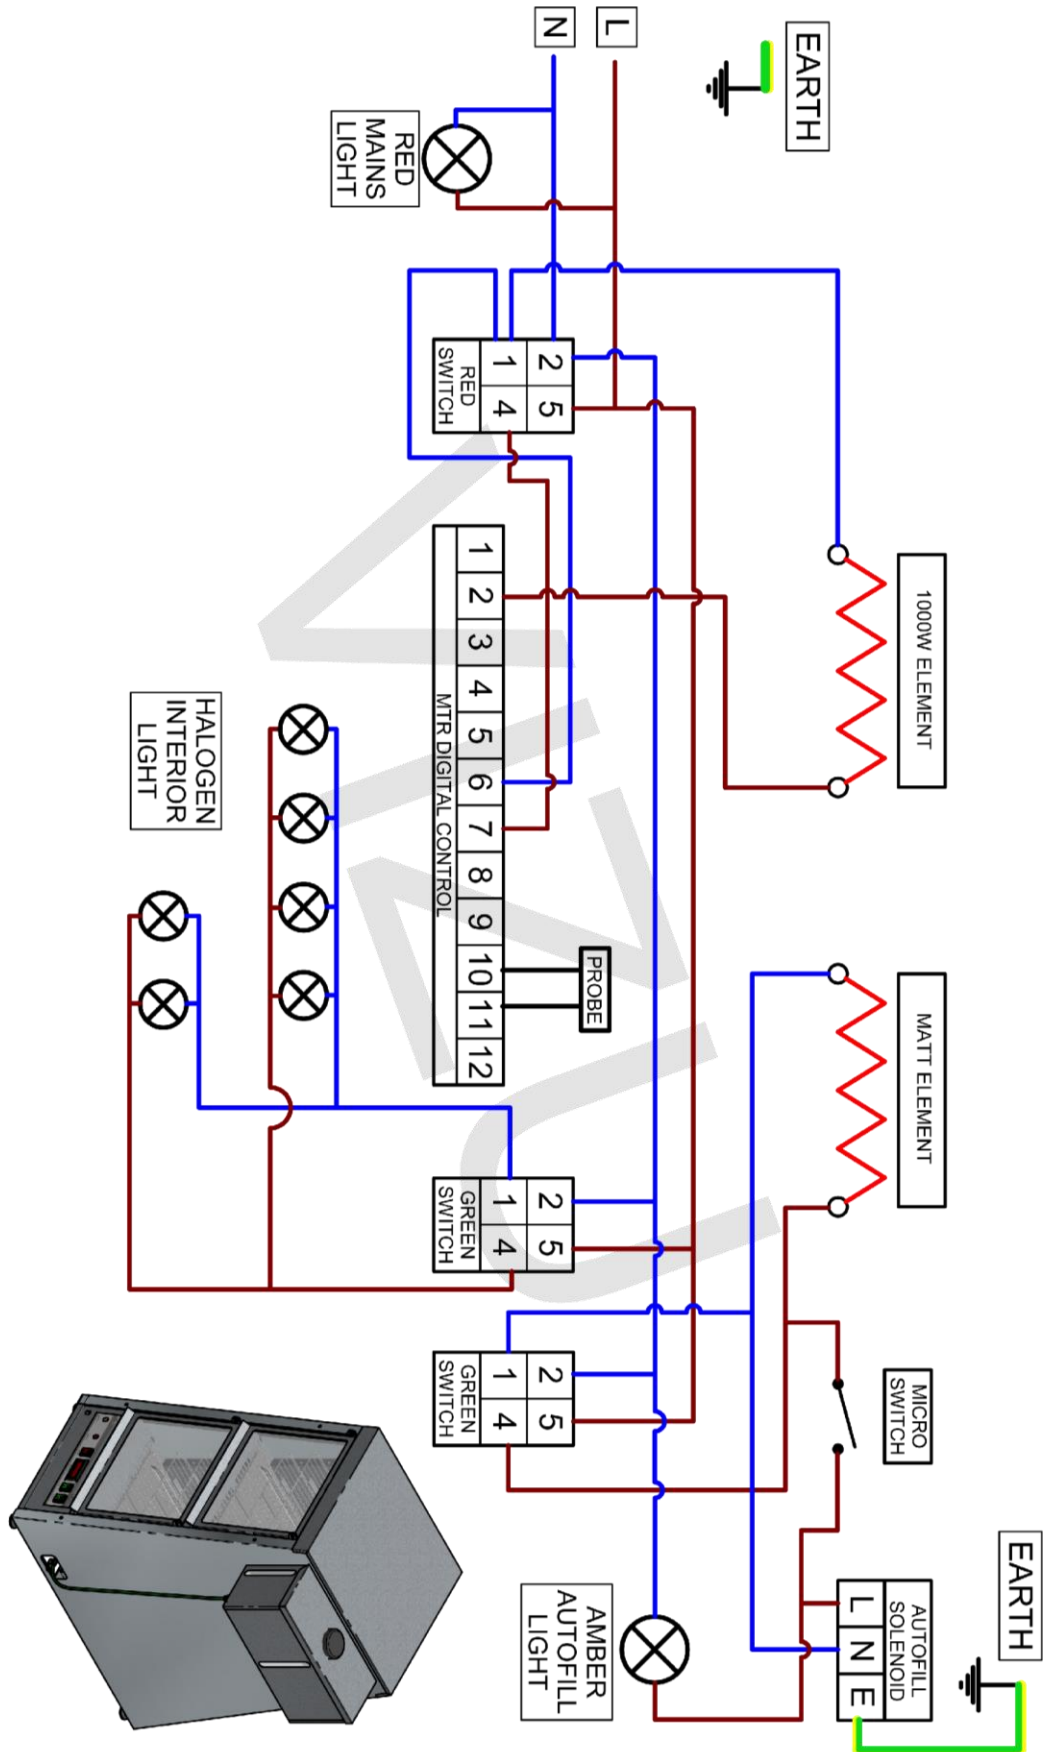 EARTH
L
N
RED
MAINS
LIGHT
2 5
1 4
RED
SWITCH
1000W ELEMENT
1 2 3 4 5 6 7 8 9 10 11 12
MTR DIGITAL CONTROL
PROBE
HALOGEN
INTERIOR
LIGHT
MATT ELEMENT
2 5
1 4
GREEN
SWITCH
2 5
1 4
GREEN
SWITCH
MICRO
SWITCH
AUTOFILL
SOLENOID
L N E
EARTH
AMBER
AUTOFILL
LIGHT